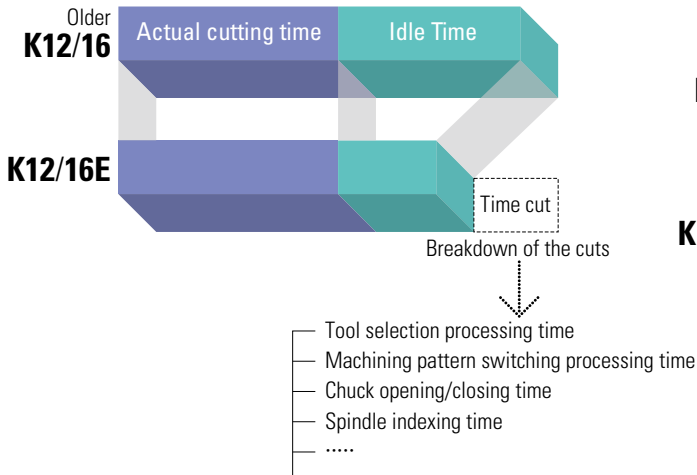 Older
K12/16
Actual cutting time
Idle Time
K12/16E
Time cut
Breakdown of the cuts
Tool selection processing time
Machining pattern switching processing time
Chuck opening/closing time
Spindle indexing time
.....
K